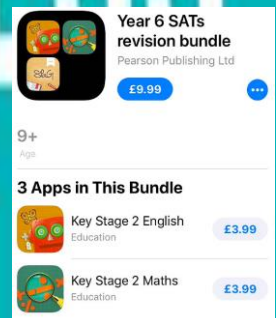 Year 6 SATs
revision bundle
Pearson Publishing Ltd
£9.99
9+
Age
3 Apps in This Bundle
Key Stage 2 English
Education
£3.99
Key Stage 2 Maths
Education
£3.99